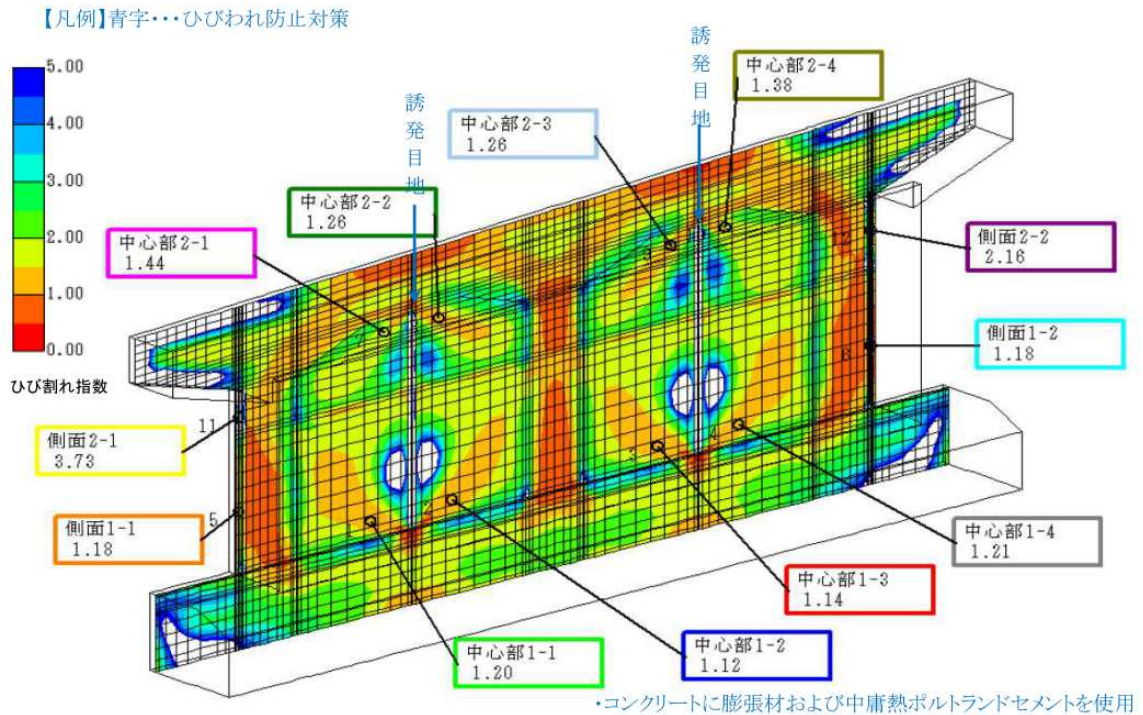 【凡例】青字・・・ひびわれ防止対策
5.00
4.00
3.00
2.00
1.00
0.00
ひび割れ指数
誘発目地
誘発目地
中心部2-4
1.38
中心部2-3
1.26
中心部2-2
1.26
中心部2-1
1.44
側面2-2
2.16
側面1-2
1.18
11
側面2-1
3.73
5
側面1-1
1.18
中心部1-4
1.21
中心部1-3
1.14
中心部1-2
1.12
中心部1-1
1.20
・コンクリートに膨張材および中庸熱ポルトランドセメントを使用